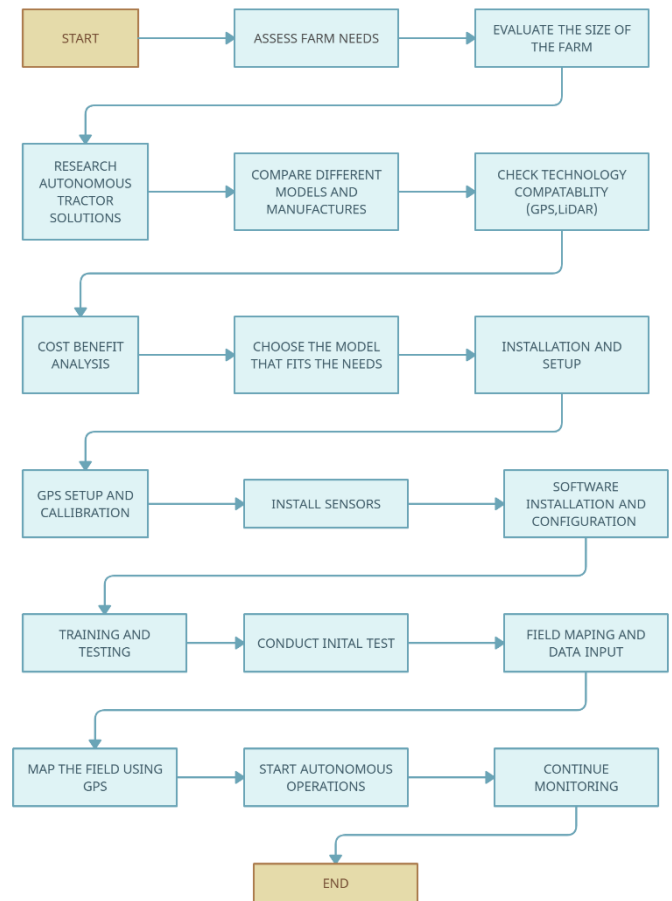 START
ASSESS FARM NEEDS
EVALUATE THE SIZE OF
THE FARM
RESEARCH
AUTONOMOUS
TRACTOR
SOLUTIONS
COMPARE DIFFERENT
MODELS AND
MANUFACTURES
CHECK TECHNOLOGY
COMPATABLITY
(GPS,LiDAR)
COST BENEFIT
ANALYSIS
CHOOSE THE MODEL
THAT FITS THE NEEDS
INSTALLATION AND
SETUP
GPS SETUP AND
CALLIBRATION
INSTALL SENSORS
SOFTWARE
INSTALLATION AND
CONFIGURATION
TRAINING AND
TESTING
CONDUCT INITAL TEST
FIELD MAPING AND
DATA INPUT
MAP THE FIELD USING
GPS
START AUTONOMOUS
OPERATIONS
CONTINUE
MONITORING
END